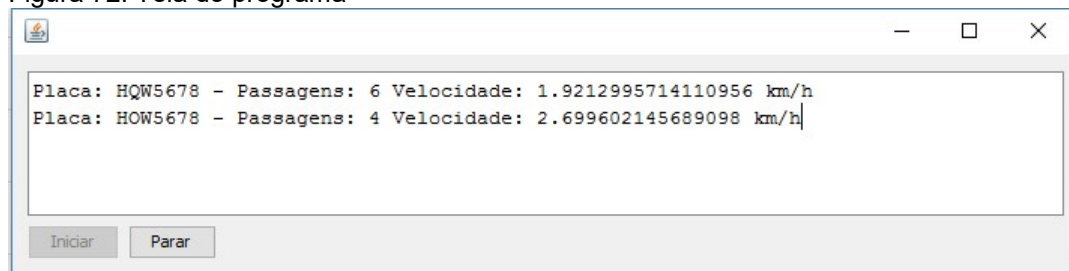 Figura 72: Tela do programa
Placa: HQW5678 - Passagens: 6 Velocidade: 1.9212995714110956 km/h
Placa: HOW5678 - Passagens: 4 Velocidade: 2.699602145689098 km/h
Iniciar
Parar